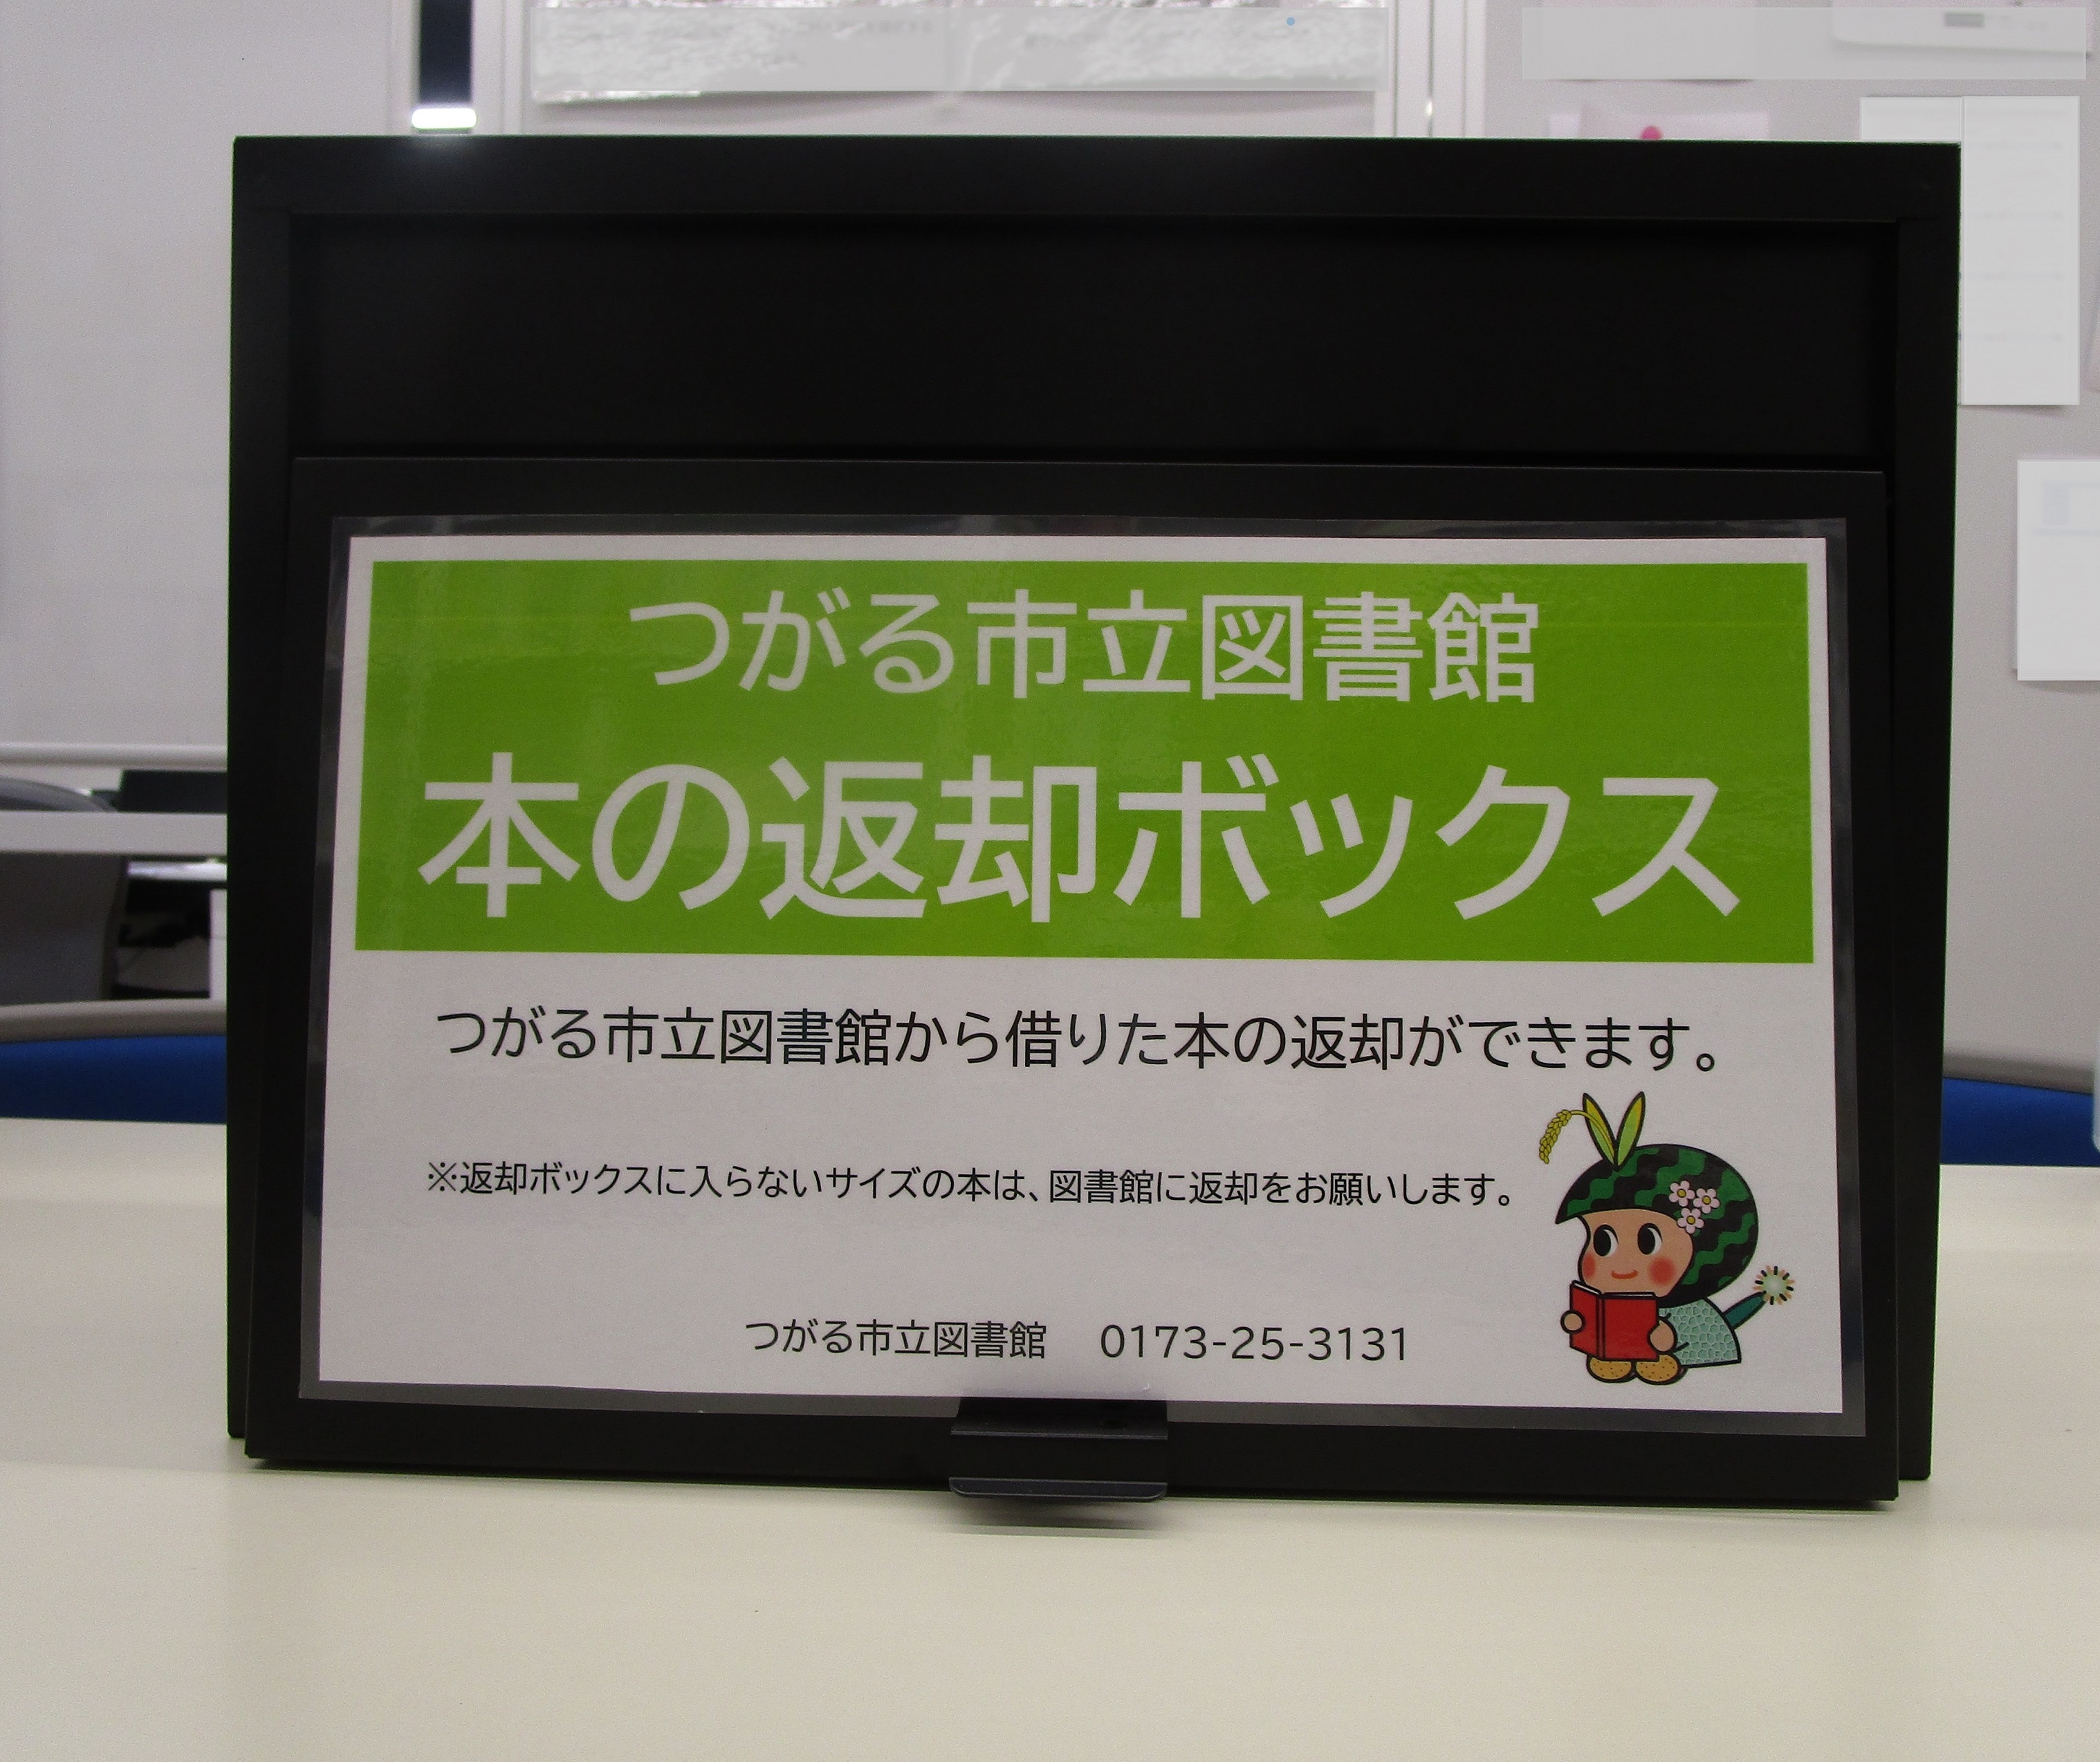 つがる市立図書館
本の返却ボックス
つがる市立図書館から借りた本の返却ができます。
※返却ボックスに入らないサイズの本は、図書館に返却をお願いします。
つがる市立図書館　0173-25-3131